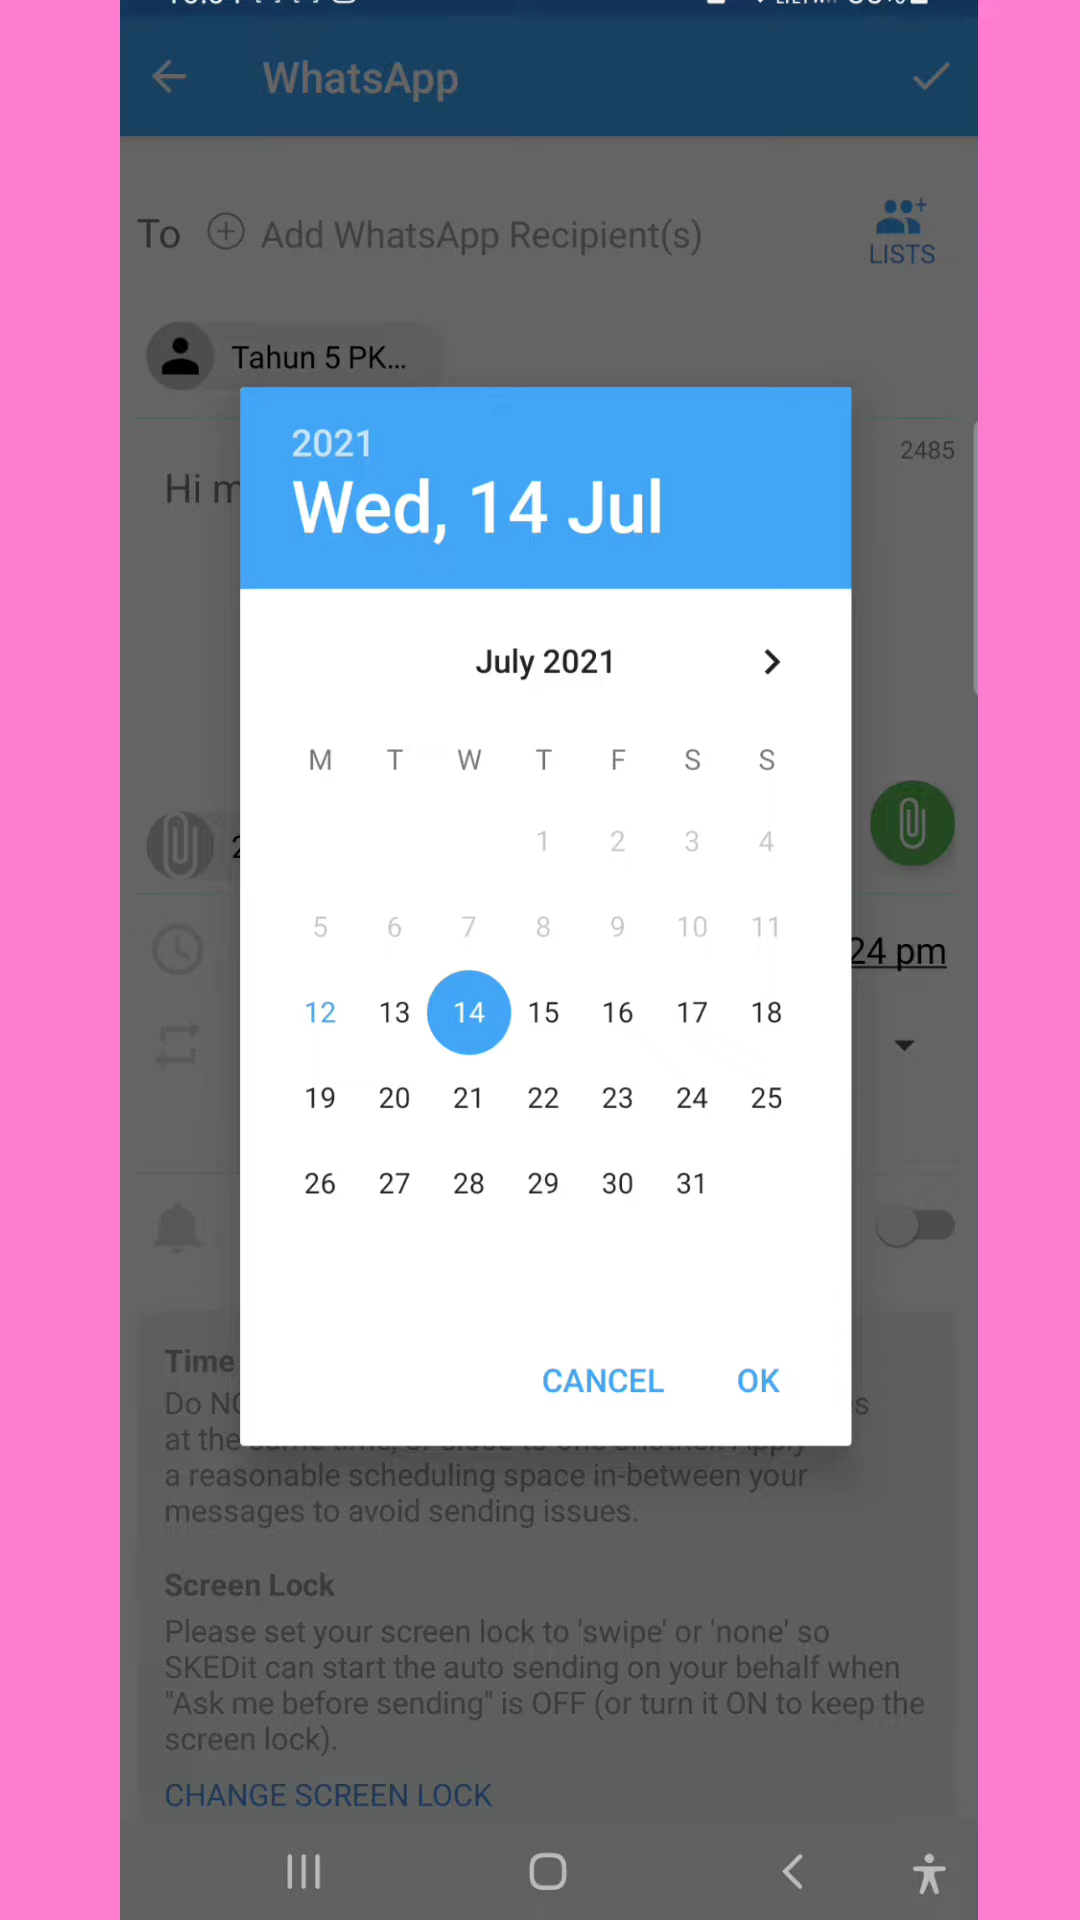 WhatsApp
To Add WhatsApp Recipient(s)
LISTS
Tahun 5 PK...
2021
Wed, 14 Jul
2485
Hi
July 2021
M T W T F S S
1 2 3 4
5 6 7 8 9 10 11
24 pm
12 13 14 15 16 17 18
19 20 21 22 23 24 25
26 27 28 29 30 31
CANCEL OK
Time
Do
at the
a reasonable scheduling space in-between your
messages to avoid sending issues.
Screen Lock
Please set your screen lock to 'swipe' or 'none' so
SKEDit can start the auto sending on your behalf when
"Ask me before sending" is OFF (or turn it ON to keep the
screen lock).
CHANGE SCREEN LOCK